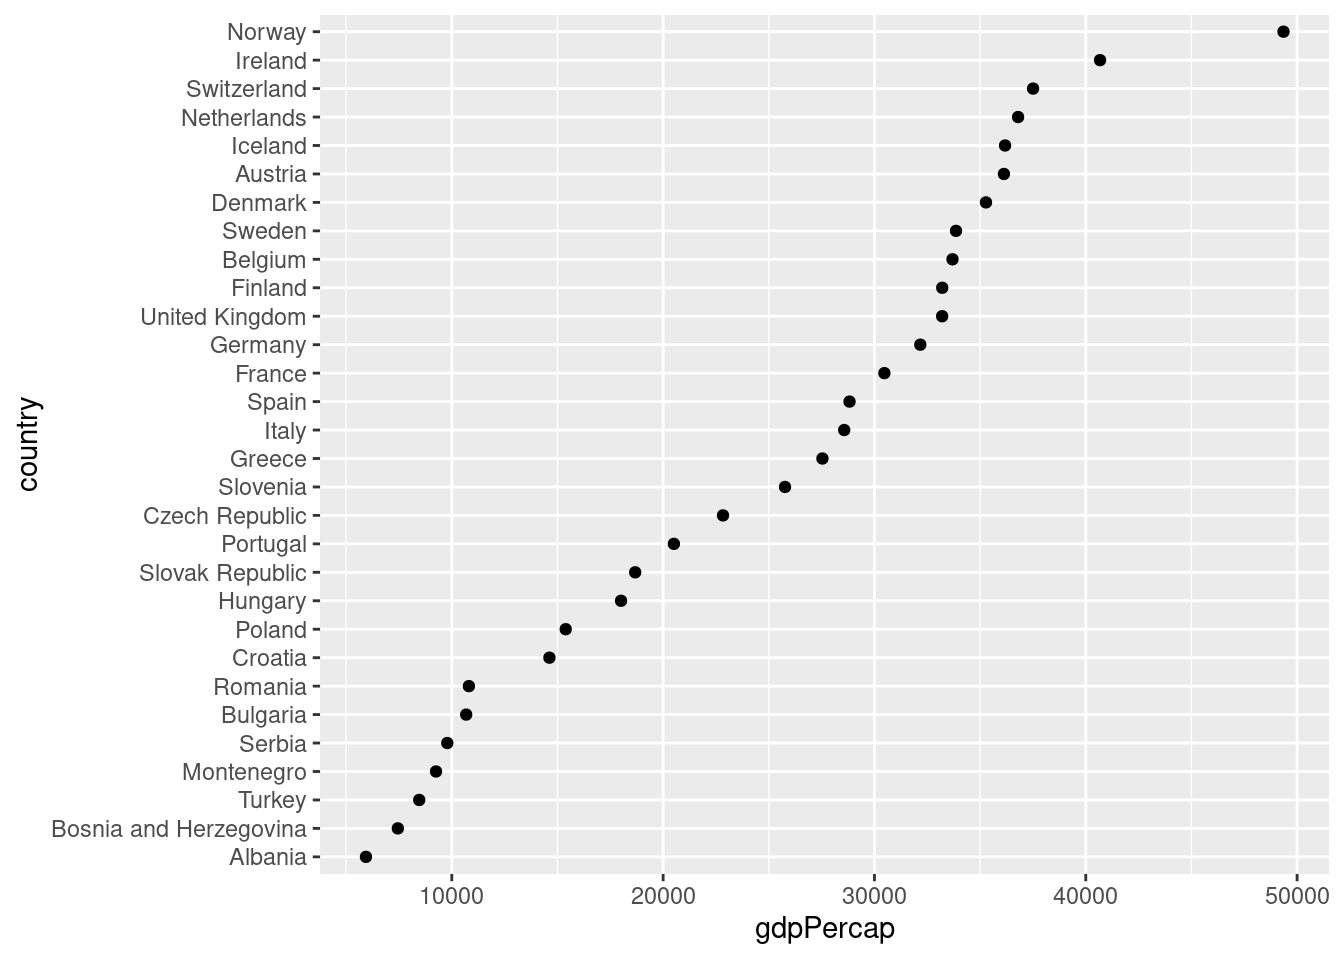 Norway
Ireland
Switzerland
Netherlands
Iceland
Austria
Denmark
Sweden
Belgium
Finland
United Kingdom
Germany
France
Spain
Italy
Greece
Slovenia
Czech Republic
Portugal
Slovak Republic
Hungary
Poland
Croatia
Romania
Bulgaria
Serbia
Montenegro
Turkey
Bosnia and Herzegovina
Albania
country
10000 20000 30000 40000 50000
gdpPercap